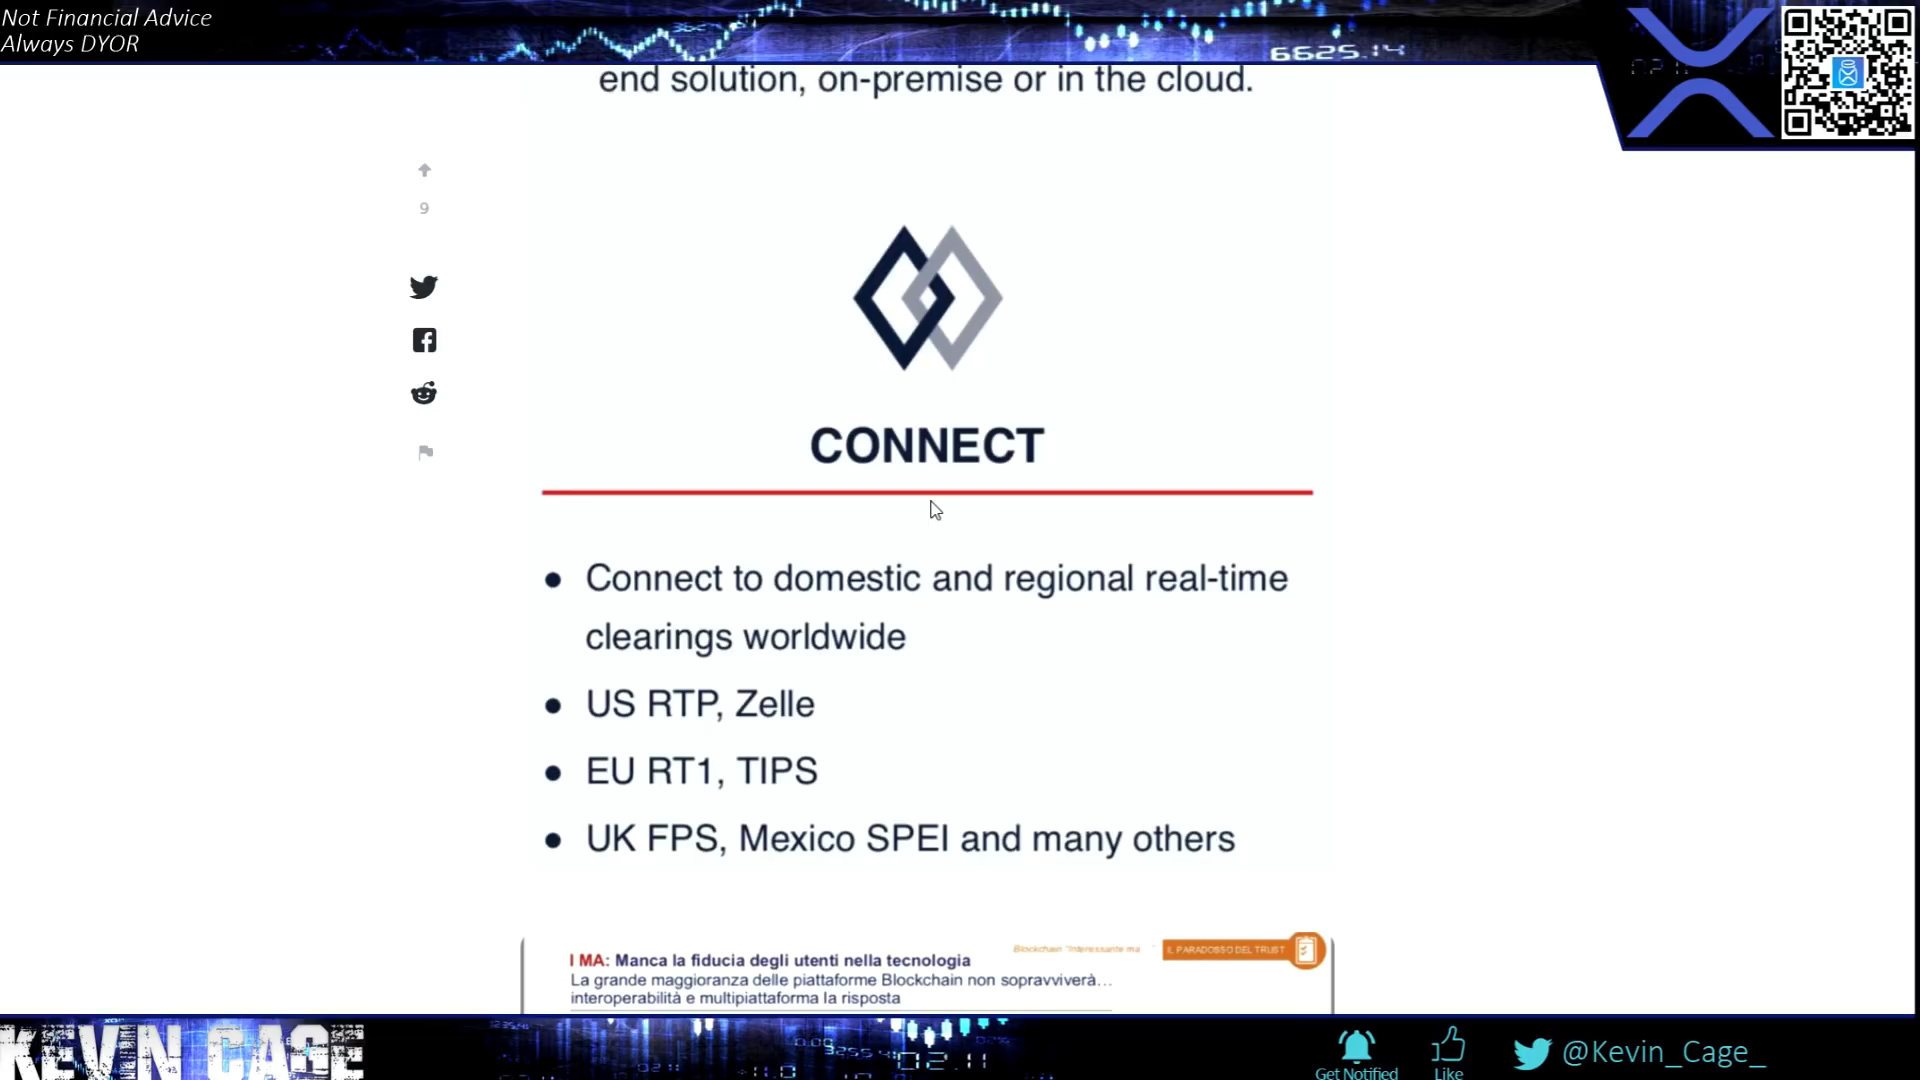 Not Financial Advice
Always DYOR
6625.14
end solution, on-premise or in the cloud.
9
CONNECT
● Connect to domestic and regional real-time
clearings worldwide
● US RTP, Zelle
● EU RT1, TIPS
● UK FPS, Mexico SPEI and many others
Blockchain "Interessante ma
IL PARADOSSO DEL TRUST
I MA: Manca la fiducia degli utenti nella tecnologia
La grande maggioranza delle piattaforme Blockchain non sopravviverà...
interoperabilità e multipiattaforma la risposta
KEVIN CAGE
02.11
Get Notified
Like
@Kevin_Cage_